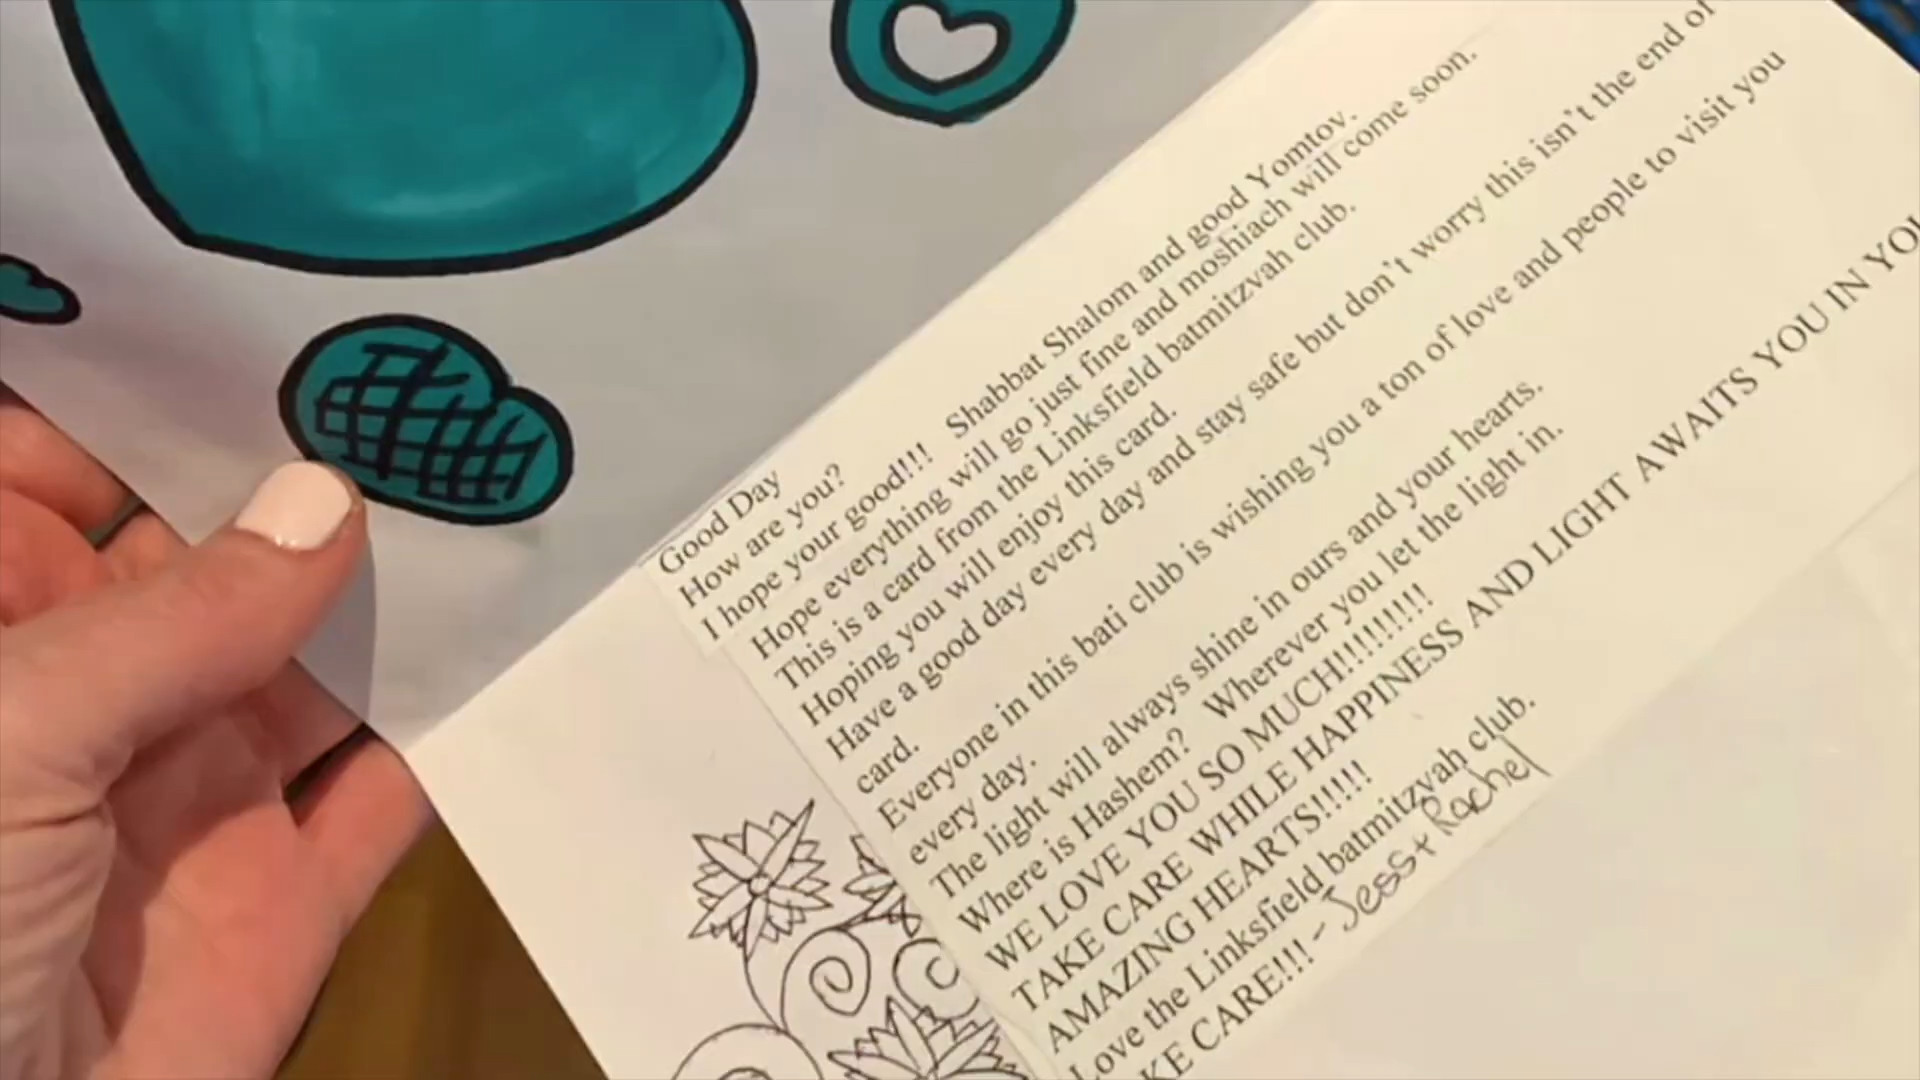 Good Day
How are you?
I hope your good!!! Shabbat Shalom and good Yomtov.
Hope everything will go just fine and moshiach will come soon.
This is a card from the Linksfield batmitzvah club.
Hoping you will enjoy this card.
Have a good day every day and stay safe but don't worry this isn't the end of
card.
Everyone in this bati club is wishing you a ton of love and people to visit you
every day.
The light will always shine in ours and your hearts.
Where is Hashem? Wherever you let the light in.
WE LOVE YOU SO MUCH!!!!!!!!!
TAKE CARE WHILE HAPPINESS AND LIGHT AWAITS YOU IN
AMAZING HEARTS!!!!!
Love the Linksfield batmitzvah club.
KE CARE!!! - Jess + Rachel